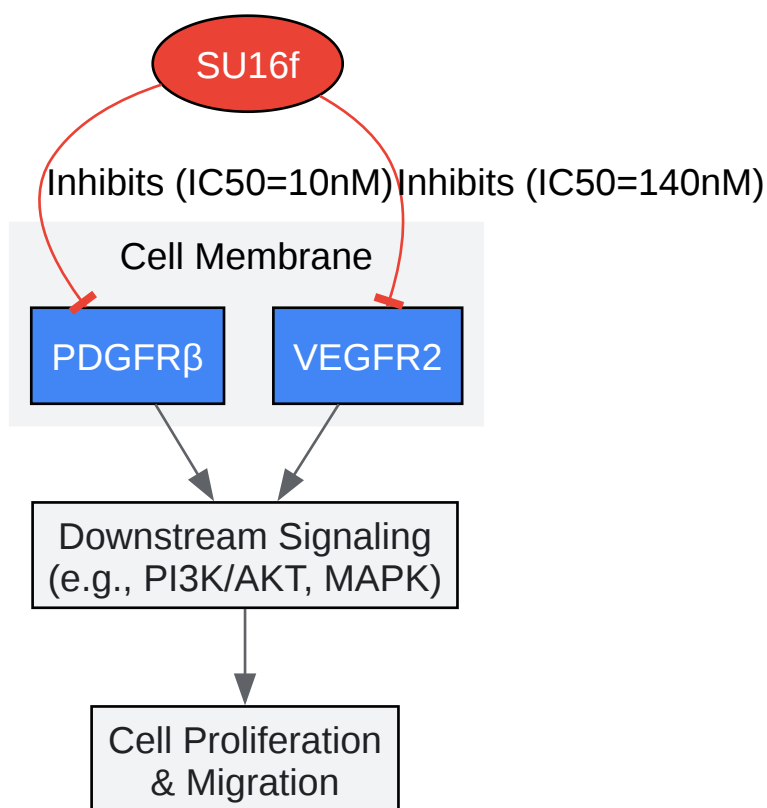 SU16f
Inhibits (IC50=10nM)
Inhibits (IC50=140nM)
Cell Membrane
PDGFRβ
VEGFR2
Downstream Signaling
(e.g., PI3K/AKT, MAPK)
Cell Proliferation
& Migration